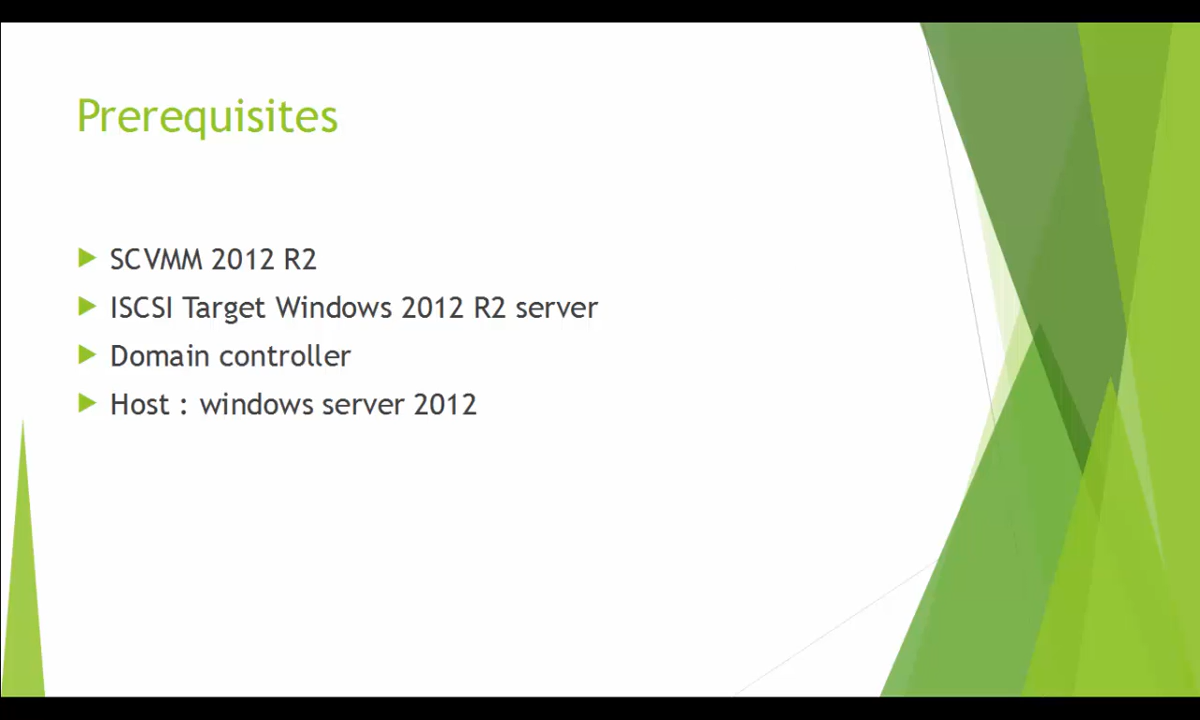 Prerequisites
SCVMM 2012 R2
ISCSI Target Windows 2012 R2 server
Domain controller
Host : windows server 2012